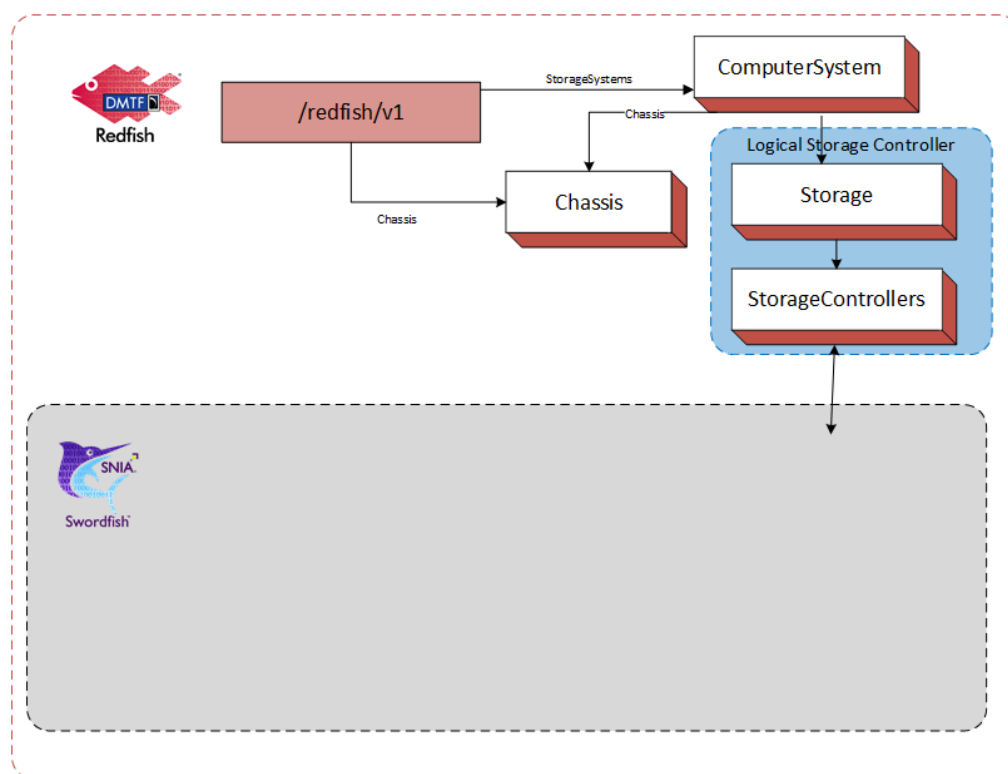 ComputerSystem
StorageSystems
/redfish/v1
Chassis
DMTF
Redfish
Logical Storage Controller
Storage
Chassis
Chassis
StorageControllers
SNIA
Swordfish